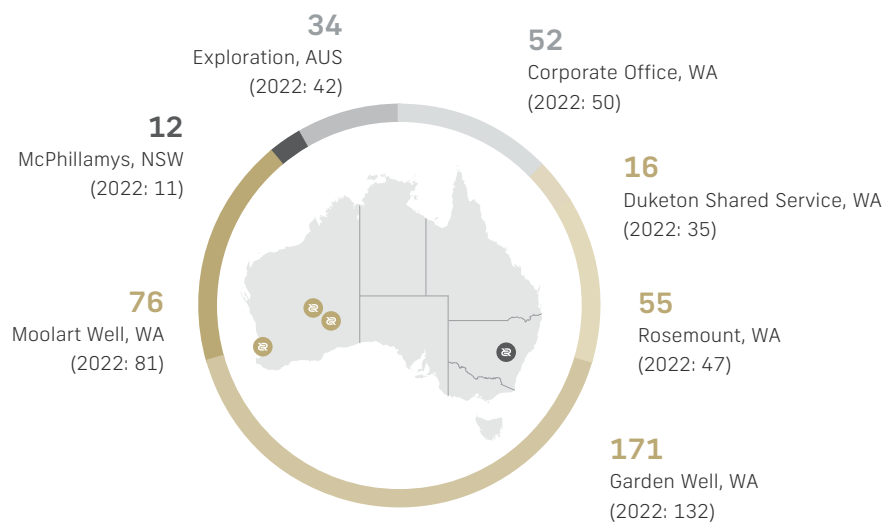 34
Exploration, AUS
(2022: 42)
52
Corporate Office, WA
(2022: 50)
12
McPhillamys, NSW
(2022: 11)
16
Duketon Shared Service, WA
(2022: 35)
76
Moolart Well, WA
(2022: 81)
55
Rosemount, WA
(2022: 47)
171
Garden Well, WA
(2022: 132)